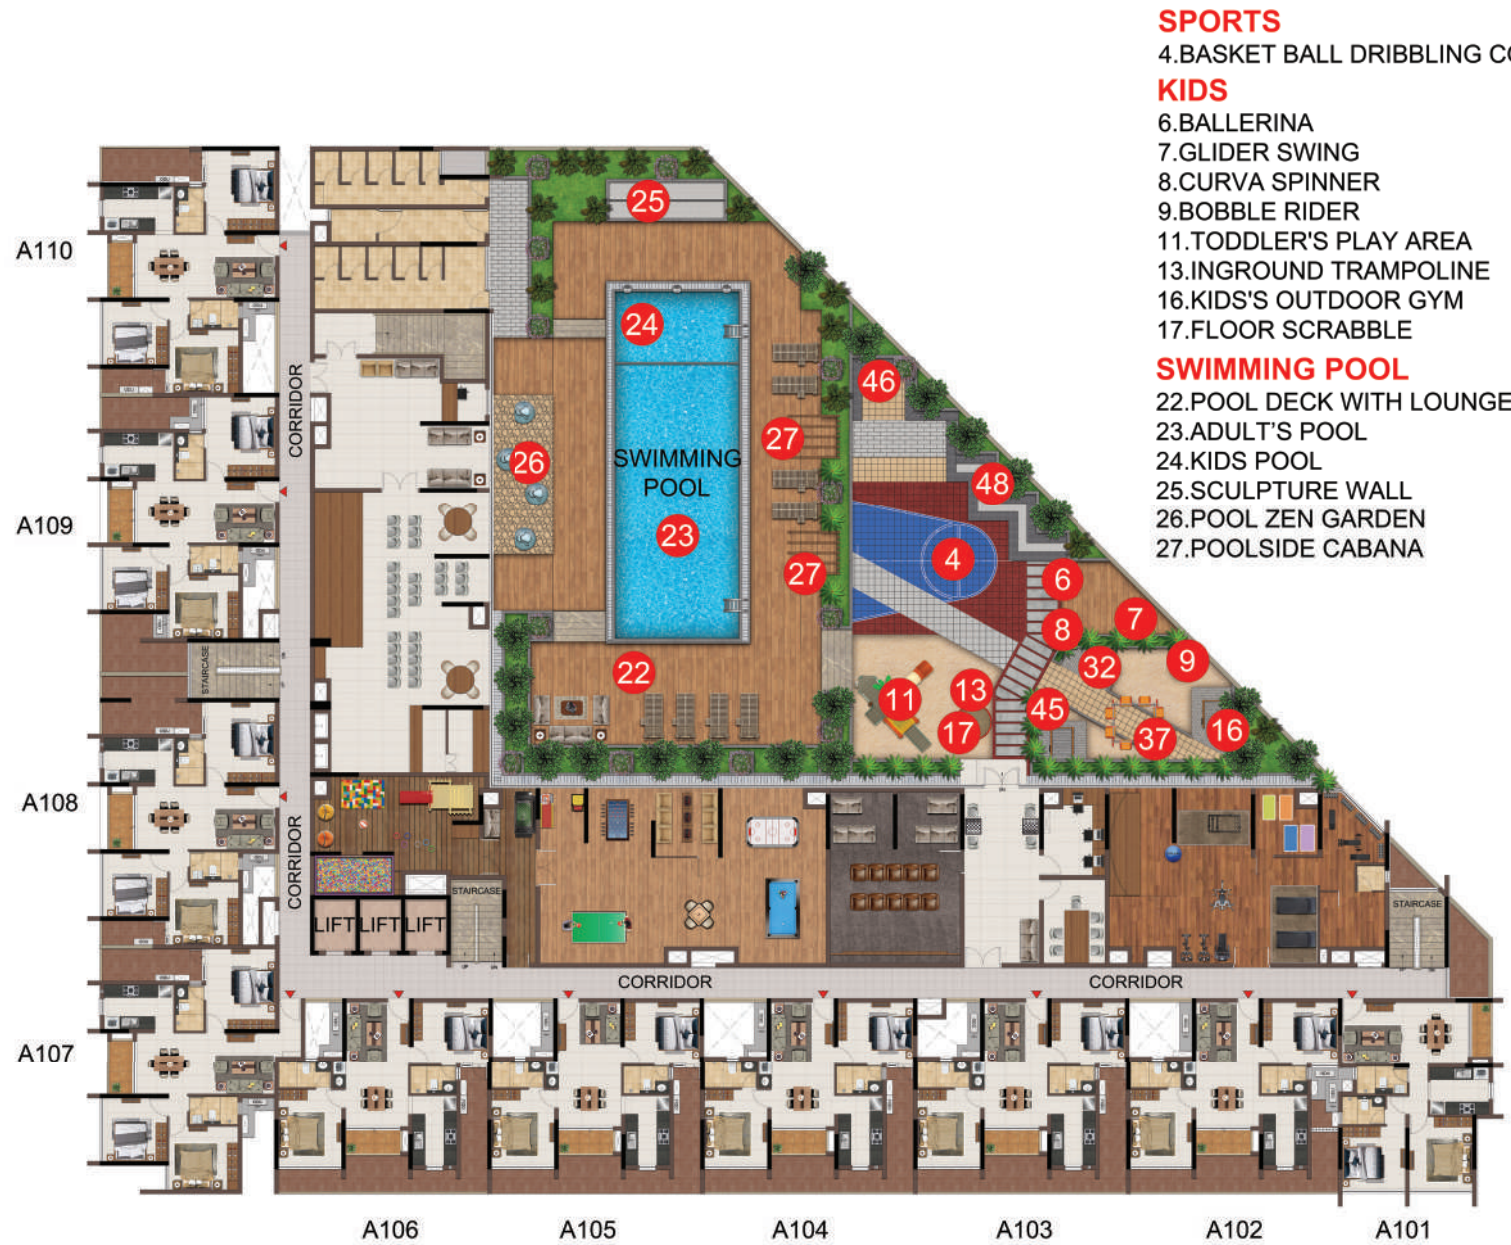 SPORTS
4.BASKET BALL DRIBBLING
KIDS
6.BALLERINA
7.GLIDER SWING
8.CURVA SPINNER
9.BOBBLE RIDER
11.TODDLER'S PLAY AREA
13.INGROUND TRAMPOLINE
16.KIDS'S OUTDOOR GYM
17.FLOOR SCRABBLE
SWIMMING POOL
22.POOL DECK WITH LOUNGE
23.ADULT'S POOL
24.KIDS POOL
25.SCULPTURE WALL
26.POOL ZEN GARDEN
27.POOLSIDE CABANA
25
A110
24
CORRIDOR
46
27
26
SWIMMING
POOL
48
A109
23
4
27
6
7
8
STAIRCASE
22
32
9
11
13
45
17
37
16
A108
CORRIDOR
STAIRCASE
STAIRCASE
LIFT
LIFT
LIFT
CORRIDOR
CORRIDOR
A107
A106
A105
A104
A103
A102
A101